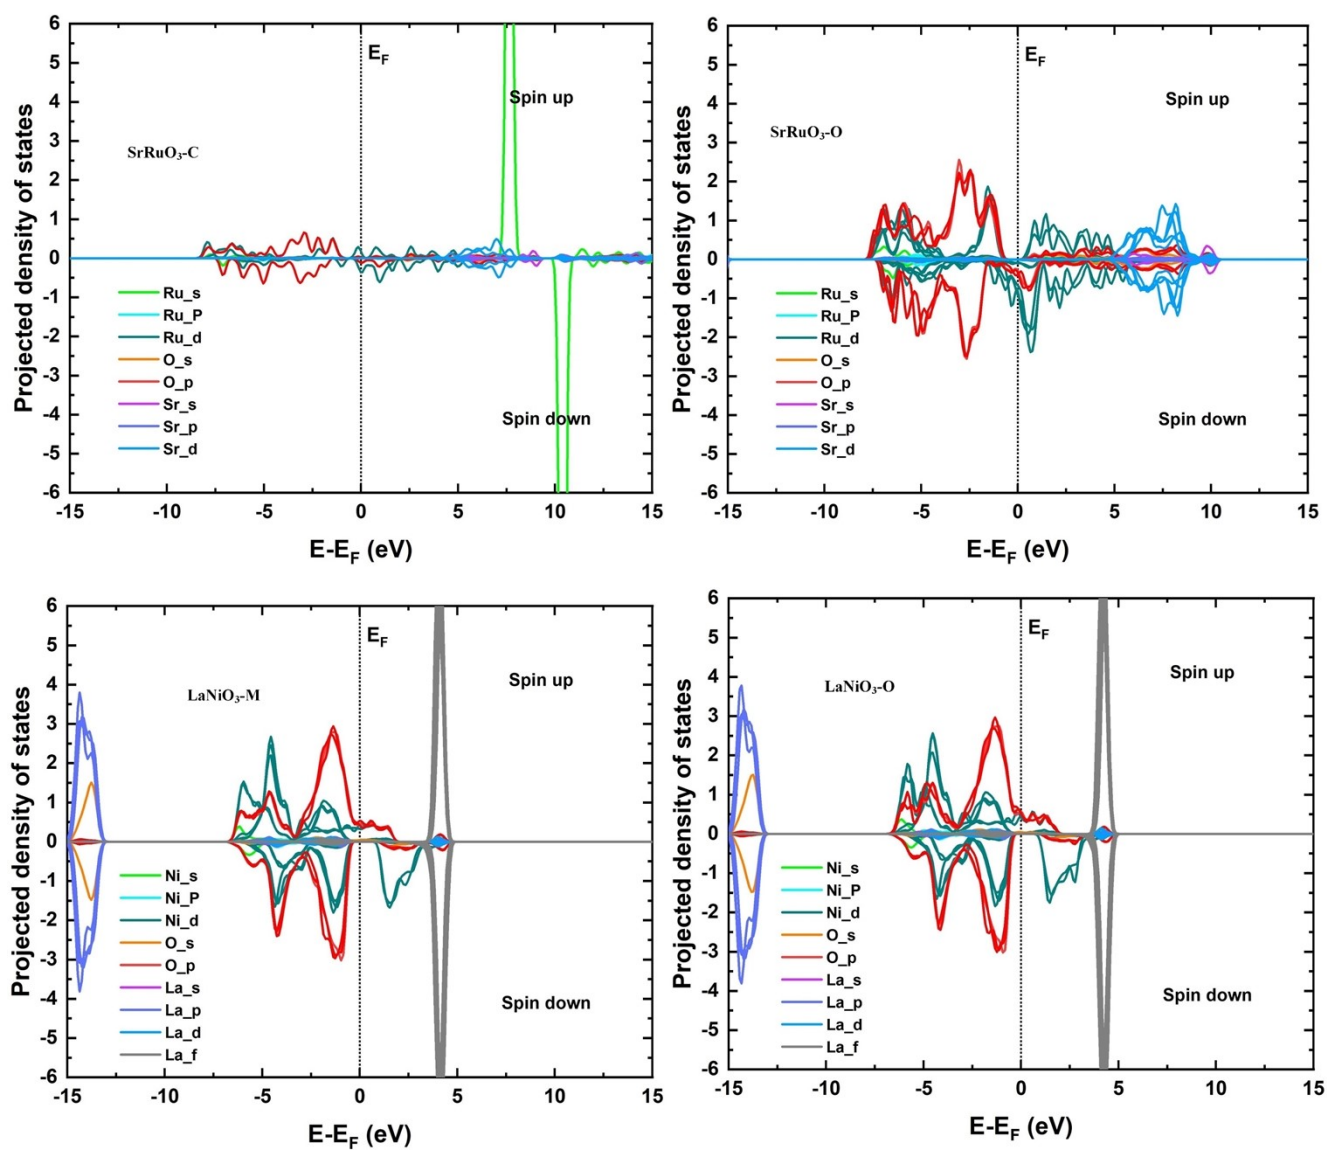 Projected density of states
6
5
4
3
2
1
0
-1
-2
-3
-4
-5
-6
E_F
Spin up
SrRuO₃-C
Ru_s
Ru_P
Ru_d
O_s
O_p
Sr_s
Sr_p
Sr_d
Spin down
-15 -10 -5 0 5 10 15
E-E_F (eV)
Projected density of states
6
5
4
3
2
1
0
-1
-2
-3
-4
-5
-6
E_F
Spin up
SrRuO₃-O
Ru_s
Ru_P
Ru_d
O_s
O_p
Sr_s
Sr_p
Sr_d
Spin down
-15 -10 -5 0 5 10 15
E-E_F (eV)
Projected density of states
6
5
4
3
2
1
0
-1
-2
-3
-4
-5
-6
E_F
Spin up
LaNiO₃-M
Ni_s
Ni_P
Ni_d
O_s
O_p
La_s
La_p
La_d
La_f
Spin down
-15 -10 -5 0 5 10 15
E-E_F (eV)
Projected density of states
6
5
4
3
2
1
0
-1
-2
-3
-4
-5
-6
E_F
Spin up
LaNiO₃-O
Ni_s
Ni_P
Ni_d
O_s
O_p
La_s
La_p
La_d
La_f
Spin down
-15 -10 -5 0 5 10 15
E-E_F (eV)